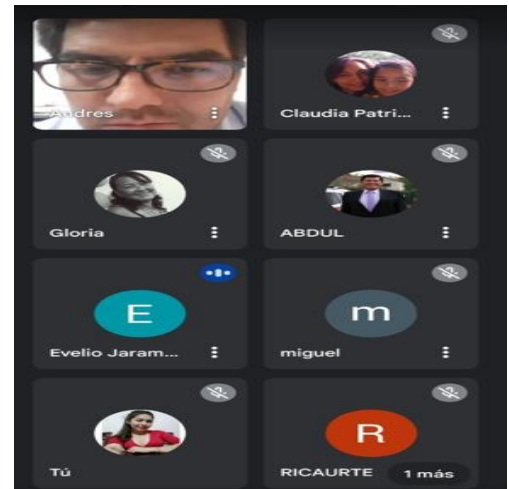 Andres
Claudia Patri...
Gloria
ABDUL
E
Evelio Jaram...
m
miguel
Tú
R
RICAURTE
1 más